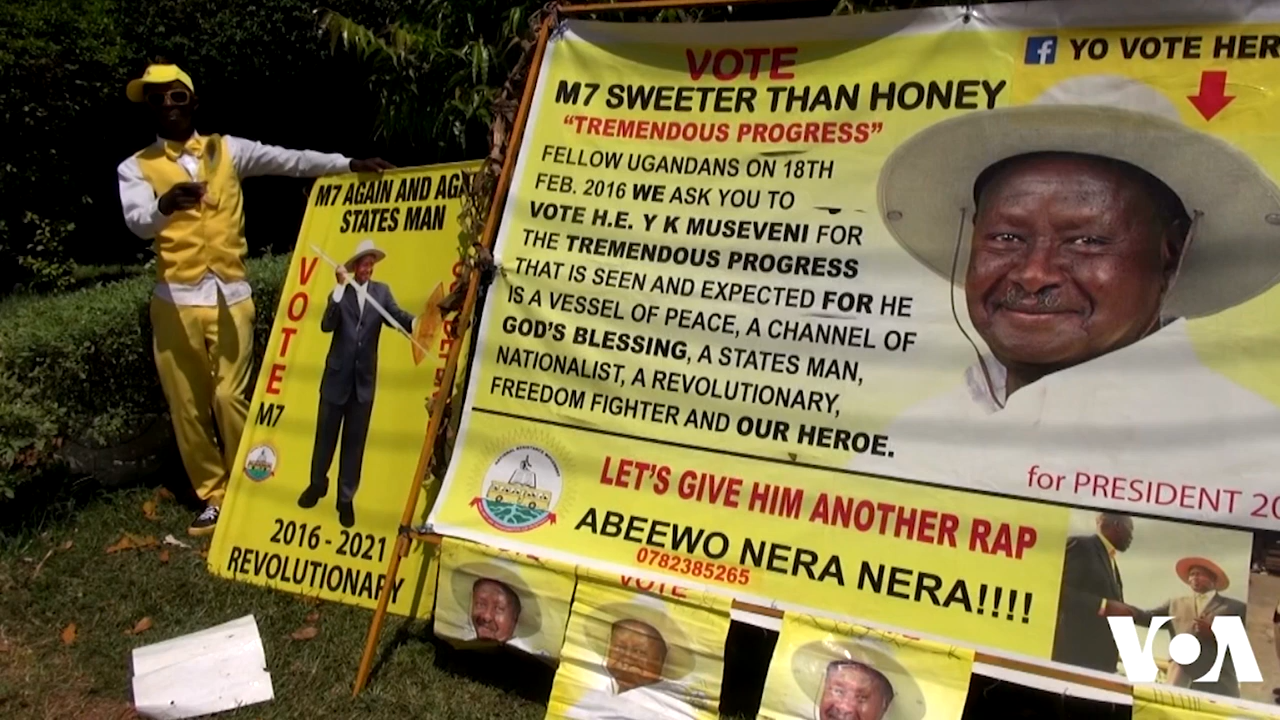 VOTE
M7 SWEETER THAN HONEY
"TREMENDOUS PROGRESS"
FELLOW UGANDANS ON 18TH
FEB. 2016 WE ASK YOU TO
VOTE H.E. Y K MUSEVENI FOR
THE TREMENDOUS PROGRESS
THAT IS SEEN AND EXPECTED FOR HE
IS A VESSEL OF PEACE, A CHANNEL OF
GOD'S BLESSING, A STATES MAN,
NATIONALIST, A REVOLUTIONARY,
FREEDOM FIGHTER AND OUR HEROE.
f YO VOTE HER
for PRESIDENT 20
LET'S GIVE HIM ANOTHER RAP
ABEEWO NERA NERA!!!!
0782385265
M7 AGAIN AND AGA
STATES MAN
VOTE
M7
2016 - 2021
REVOLUTIONARY
VOTE
VOA